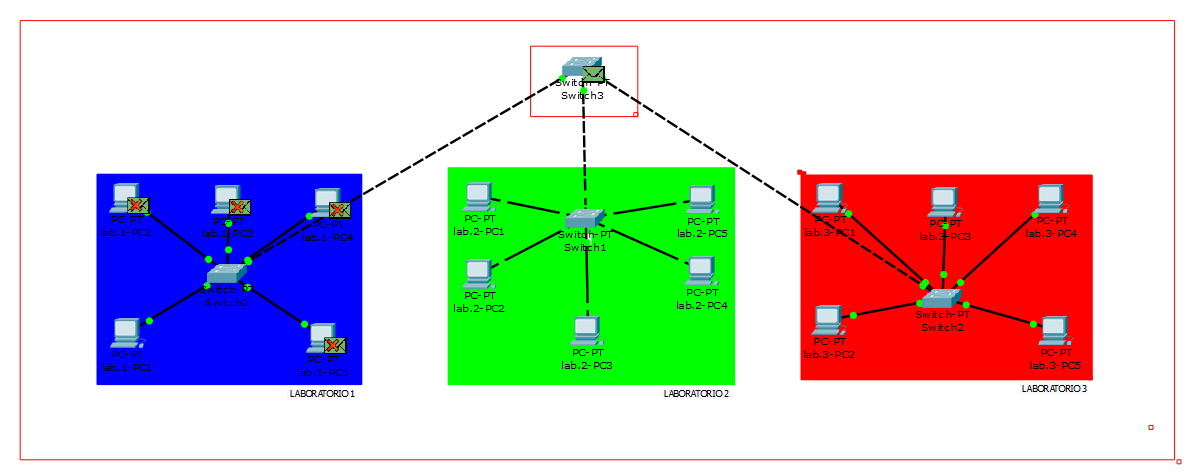 Switch-PT
Switch3
PC-PT
lab.1-PC2
PC-PT
lab.1-PC3
PC-PT
lab.1-PC4
Switch-PT
Switch0
PC-PT
lab.1-PC1
PC-PT
lab.1-PC5
LABORATORIO 1
PC-PT
lab.2-PC1
PC-PT
lab.2-PC5
Switch-PT
Switch1
PC-PT
lab.2-PC2
PC-PT
lab.2-PC4
PC-PT
lab.2-PC3
LABORATORIO 2
PC-PT
lab.3-PC1
PC-PT
lab.3-PC3
PC-PT
lab.3-PC4
Switch-PT
Switch2
PC-PT
lab.3-PC2
PC-PT
lab.3-PC5
LABORATORIO 3